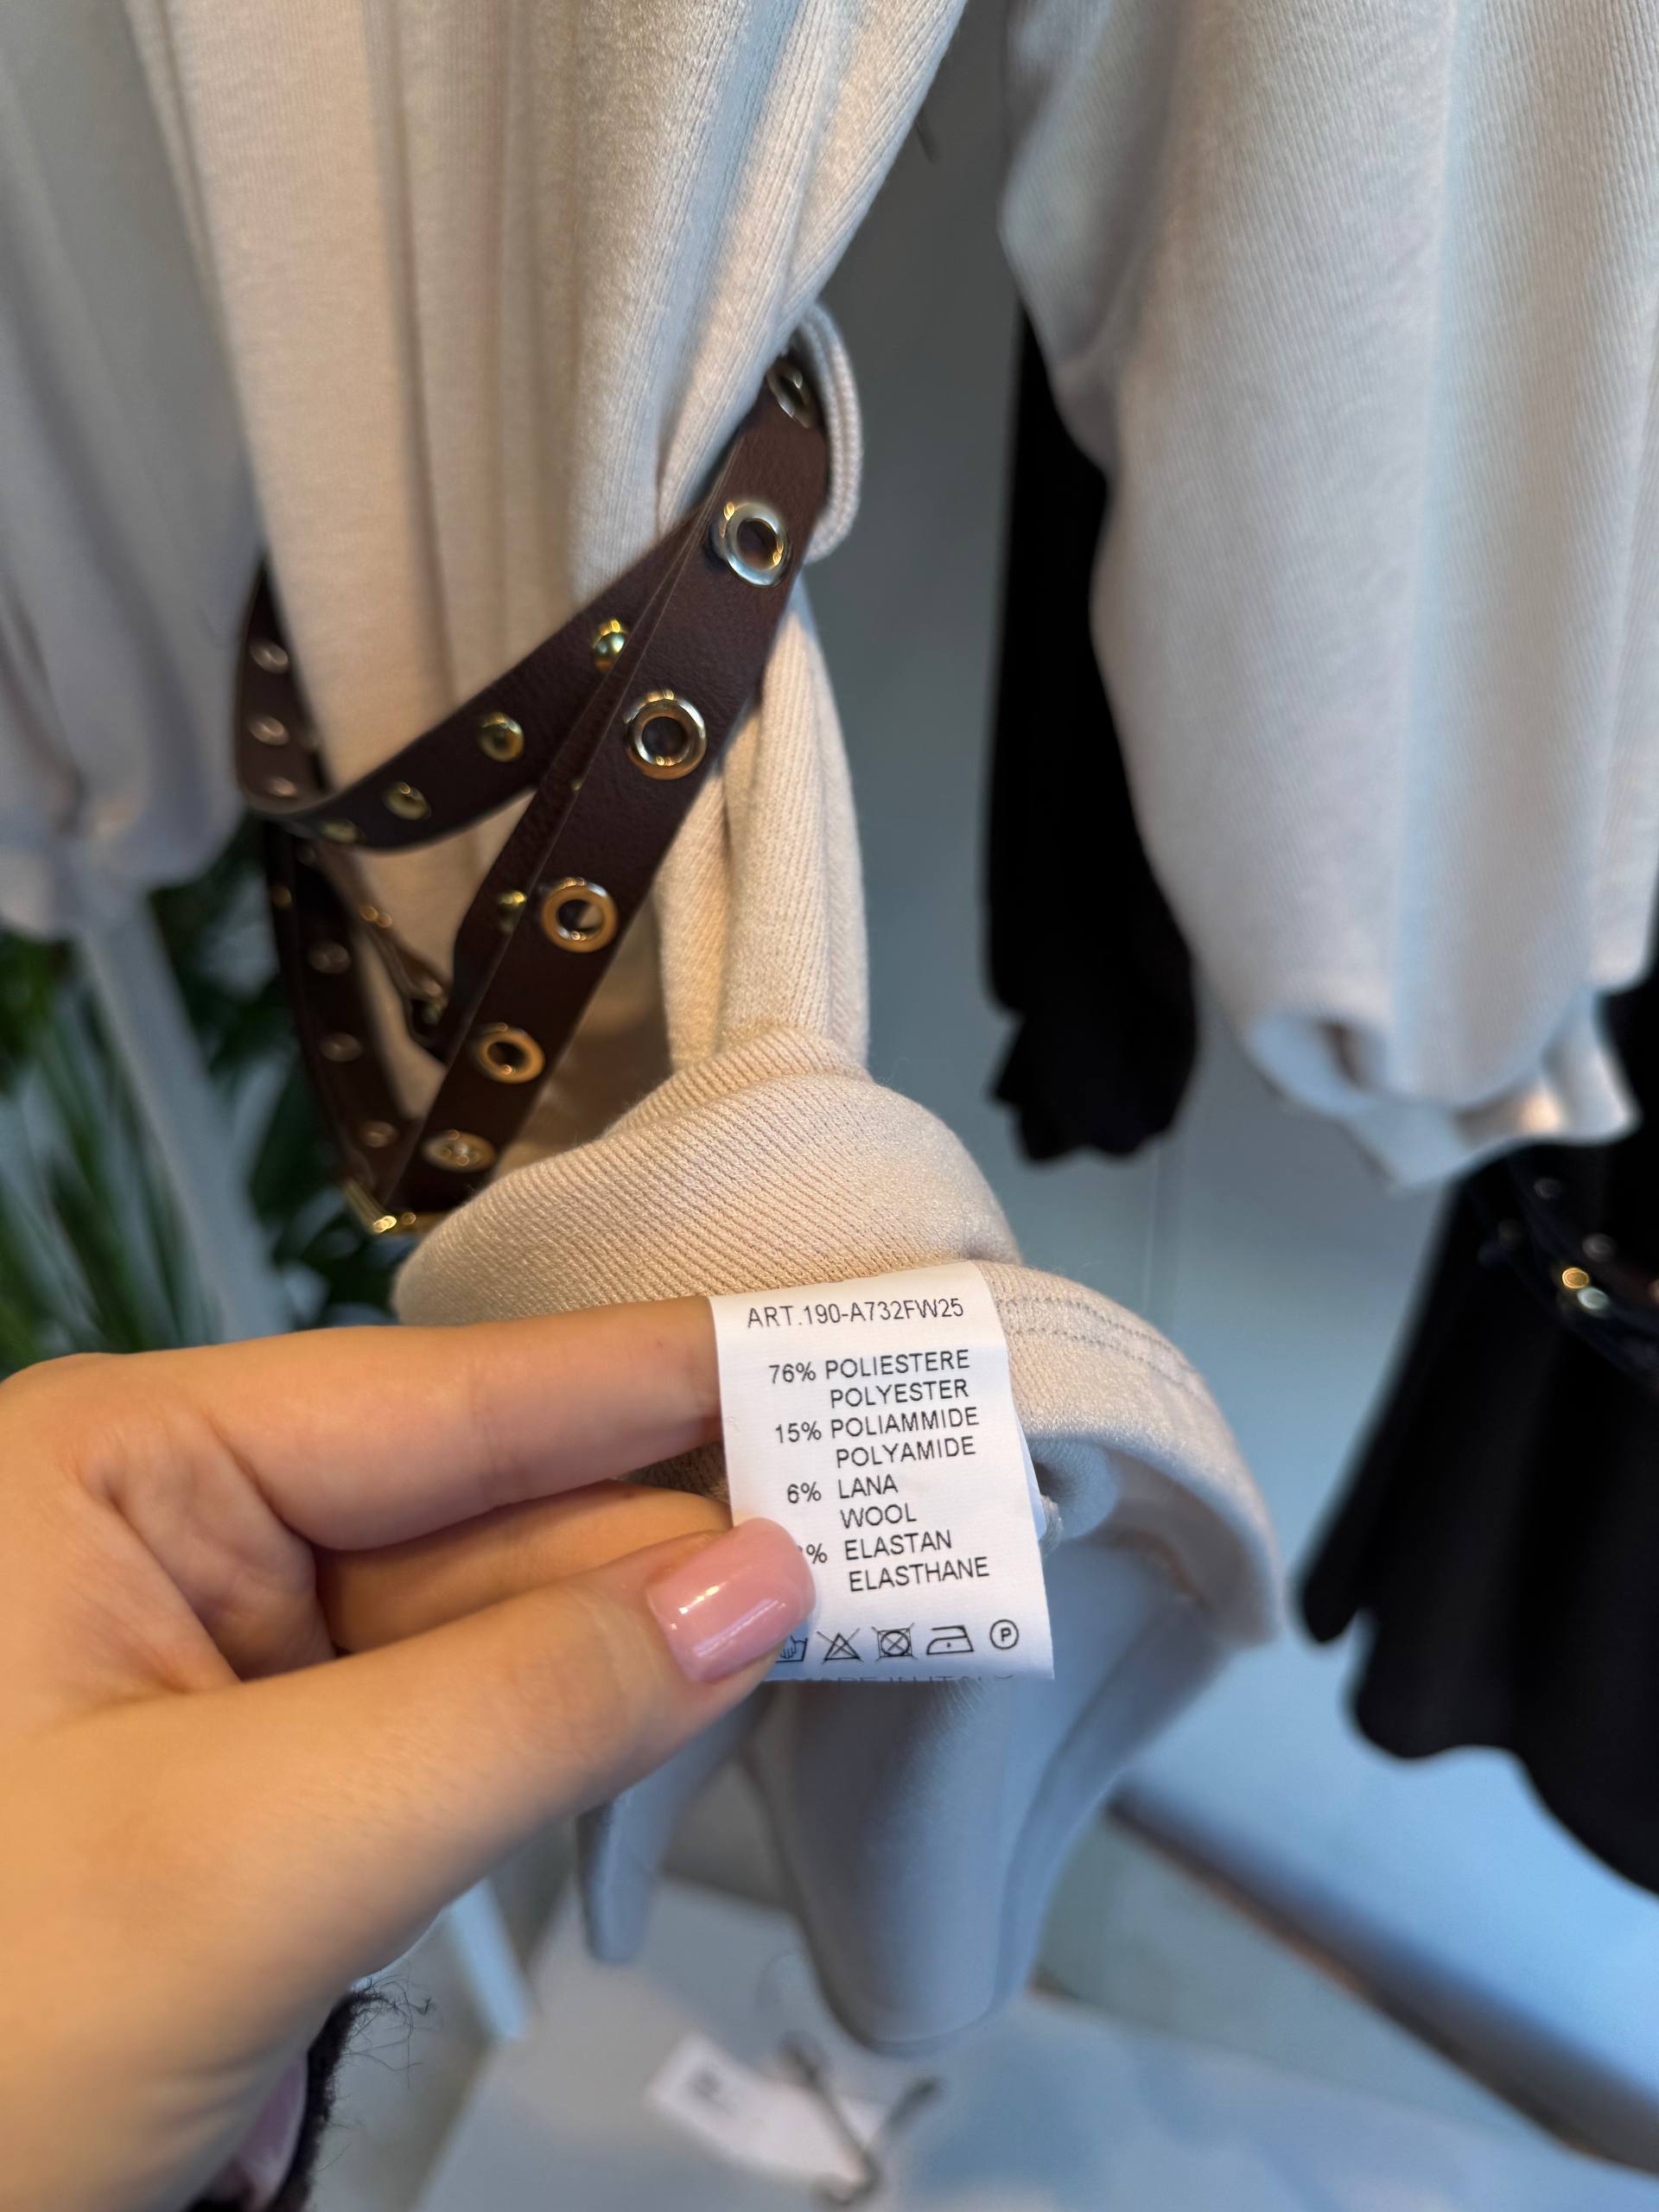 ART.190-A732FW25
76% POLIESTERE
POLYESTER
15% POLIAMMIDE
POLYAMIDE
6% LANA
WOOL
% ELASTAN
ELASTHANE
P